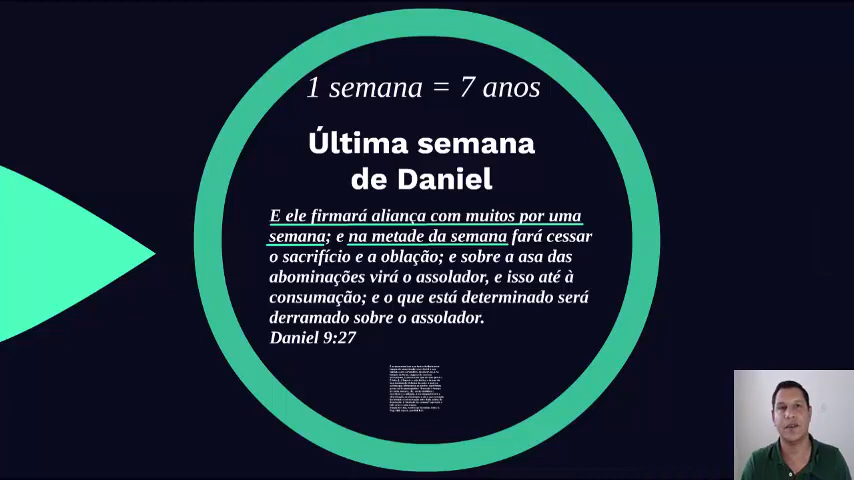 1 semana = 7 anos
Última semana
de Daniel
E ele firmará aliança com muitos por uma
semana; e na metade da semana fará cessar
o sacrifício e a oblação; e sobre a asa das
abominações virá o assolador, e isso até à
consumação; e o que está determinado será
derramado sobre o assolador.
Daniel 9:27